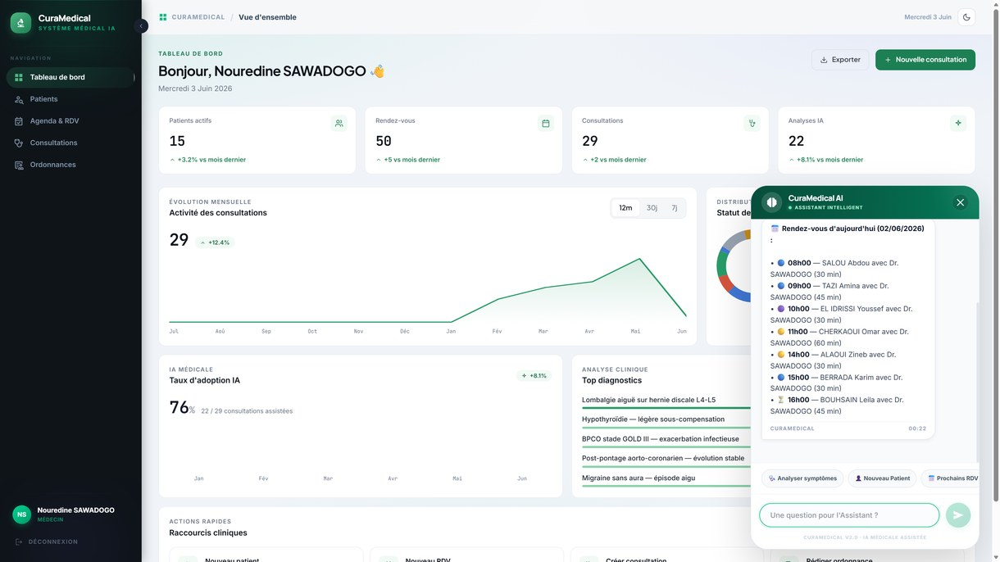 CuraMedical
SYSTÈME MÉDICAL IA
NAVIGATION
Tableau de bord
Patients
Agenda & RDV
Consultations
Ordonnances
NS
Nouredine SAWADOGO
MÉDECIN
DÉCONNEXION
CURAMEDICAL / Vue d'ensemble
Mercredi 3 Juin
TABLEAU DE BORD
Bonjour, Nouredine SAWADOGO 👋
Mercredi 3 Juin 2026
Exporter
+ Nouvelle consultation
Patients actifs
15
+3.2% vs mois dernier
Rendez-vous
50
+5 vs mois dernier
Consultations
29
+2 vs mois dernier
Analyses IA
22
+8.1% vs mois dernier
ÉVOLUTION MENSUELLE
Activité des consultations
12m 30j 7j
29 +12.4%
Jul Aoû Sep Oct Nov Déc Jan Fév Mar Avr Mai Jun
DISTRIBU
Statut de
IA MÉDICALE
Taux d'adoption IA
+8.1%
76% 22 / 29 consultations assistées
Jan Fév Mar Avr Mai Jun
ANALYSE CLINIQUE
Top diagnostics
Lombalgie aiguë sur hernie discale L4-L5
Hypothyroïdie — légère sous-compensation
BPCO stade GOLD III — exacerbation infectieuse
Post-pontage aorto-coronarien — évolution stable
Migraine sans aura — épisode aigu
ACTIONS RAPIDES
Raccourcis cliniques
Nouveau patient
Nouveau RDV
Créer consultation
Rédiger ordonnance
CuraMedical AI
ASSISTANT INTELLIGENT
Rendez-vous d'aujourd'hui (02/06/2026)
:
• 08h00 — SALOU Abdou avec Dr.
SAWADOGO (30 min)
• 09h00 — TAZI Amina avec Dr.
SAWADOGO (45 min)
• 10h00 — EL IDRISSI Youssef avec Dr.
SAWADOGO (30 min)
• 11h00 — CHERKAOUI Omar avec Dr.
SAWADOGO (60 min)
• 14h00 — ALAOUI Zineb avec Dr.
SAWADOGO (30 min)
• 15h00 — BERRADA Karim avec Dr.
SAWADOGO (30 min)
• 16h00 — BOUHSAIN Leila avec Dr.
SAWADOGO (45 min)
CURAMEDICAL 00:22
Analyser symptômes
Nouveau Patient
Prochains RDV
Une question pour l'Assistant ?
CURAMEDICAL V2.0 · IA MÉDICALE ASSISTÉE